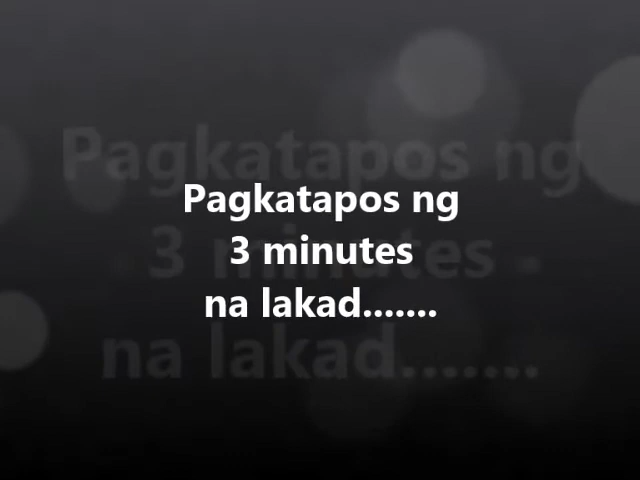 Pagkatapos ng
3 minutes
na lakad.......